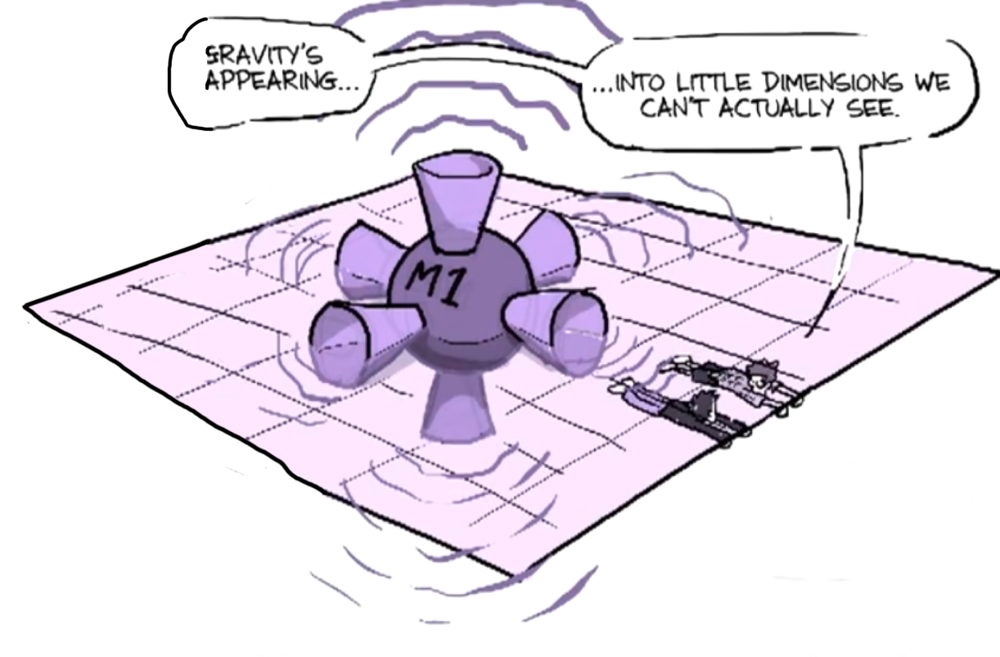 GRAVITY'S
APPEARING...
...INTO LITTLE DIMENSIONS WE
CAN'T ACTUALLY SEE.
M1